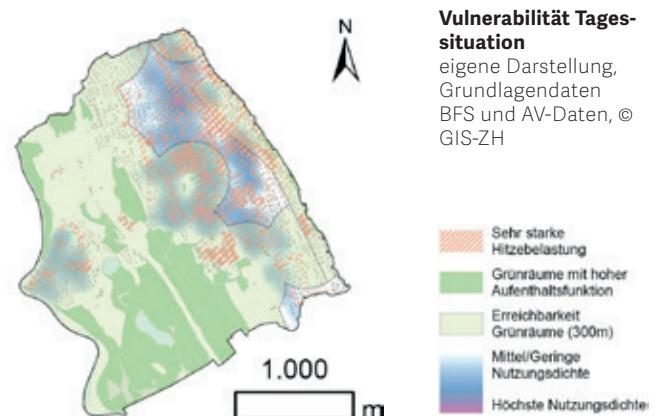 N
1.000
m
Vulnerabilität Tages-
situation
eigene Darstellung,
Grundlagendaten
BFS und AV-Daten, ©
GIS-ZH
Sehr starke
Hitzebelastung
Grünräume mit hoher
Aufenthaltsfunktion
Erreichbarkeit
Grünräume (300m)
Mittel/Geringe
Nutzungsdichte
Höchste Nutzungsdichte